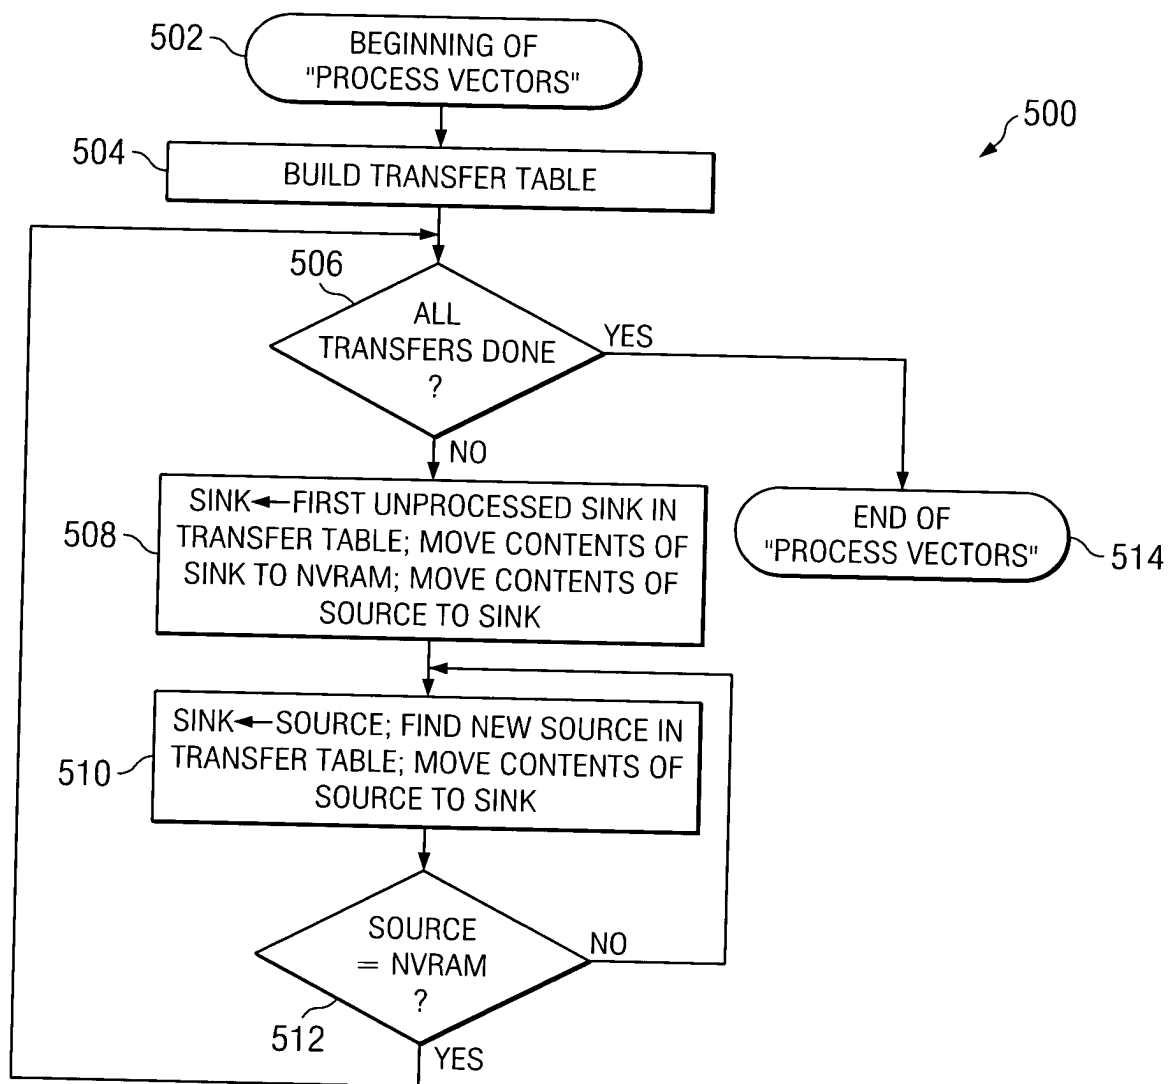 502
BEGINNING OF
"PROCESS VECTORS"
500
504
BUILD TRANSFER TABLE
506
ALL
TRANSFERS DONE
?
YES
NO
508
SINK←FIRST UNPROCESSED SINK IN
TRANSFER TABLE; MOVE CONTENTS OF
SINK TO NVRAM; MOVE CONTENTS OF
SOURCE TO SINK
END OF
"PROCESS VECTORS"
514
510
SINK←SOURCE; FIND NEW SOURCE IN
TRANSFER TABLE; MOVE CONTENTS OF
SOURCE TO SINK
SOURCE
= NVRAM
?
NO
512
YES